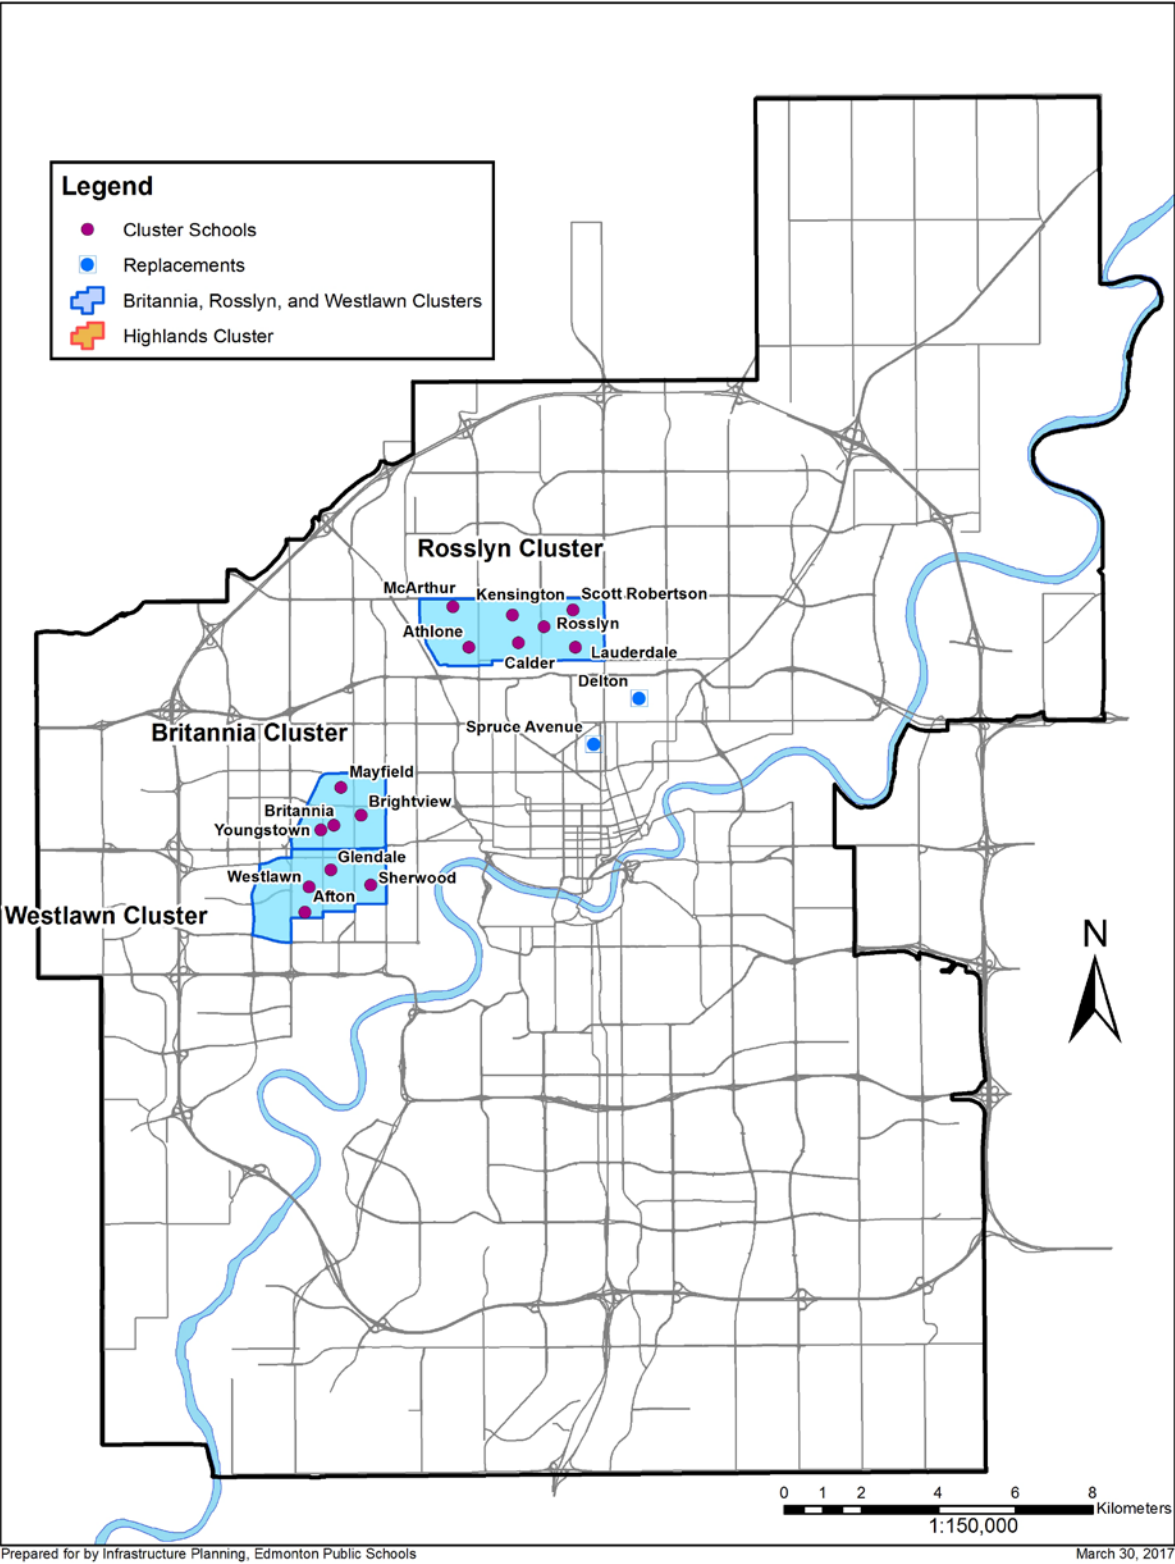 Legend
Cluster Schools
Replacements
Britannia, Rosslyn, and Westlawn Clusters
Highlands Cluster
Rosslyn Cluster
McArthur
Kensington
Scott Robertson
Athlone
Rosslyn
Calder
Lauderdale
Delton
Spruce Avenue
Britannia Cluster
Mayfield
Brightview
Britannia
Youngstown
Glendale
Westlawn
Sherwood
Afton
Westlawn Cluster
N
0 1 2 4 6 8
Kilometers
1:150,000
Prepared for by Infrastructure Planning, Edmonton Public Schools
March 30, 2017